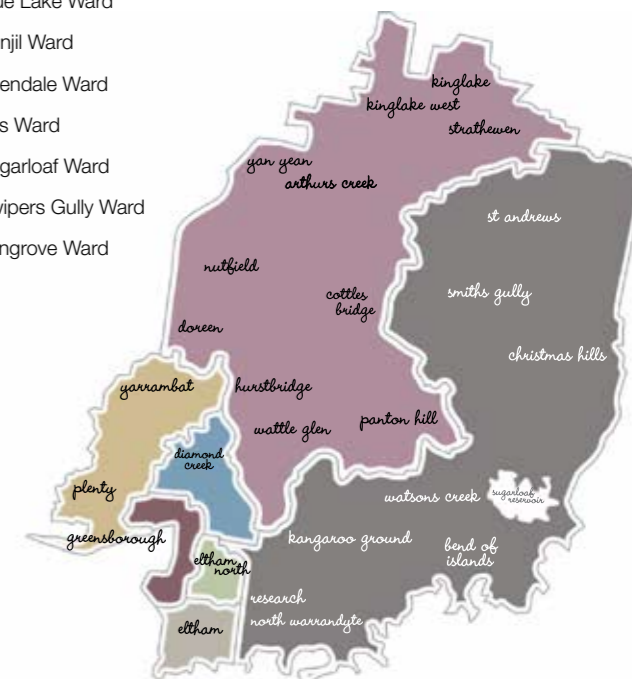 ue Lake Ward
njil Ward
endale Ward
s Ward
garloaf Ward
wipers Gully Ward
ngrove Ward
kinglake
kinglake west
strathewen
yan yean
arthurs creek
st andrews
nutfield
cottles
bridge
smiths gully
doreen
christmas hills
yarrambat
hurstbridge
wattle glen
panton hill
diamond
creek
plenty
watsons creek
sugarloaf
reservoir
greensborough
kangaroo ground
bend of
islands
eltham
north
research
north warrandyte
eltham